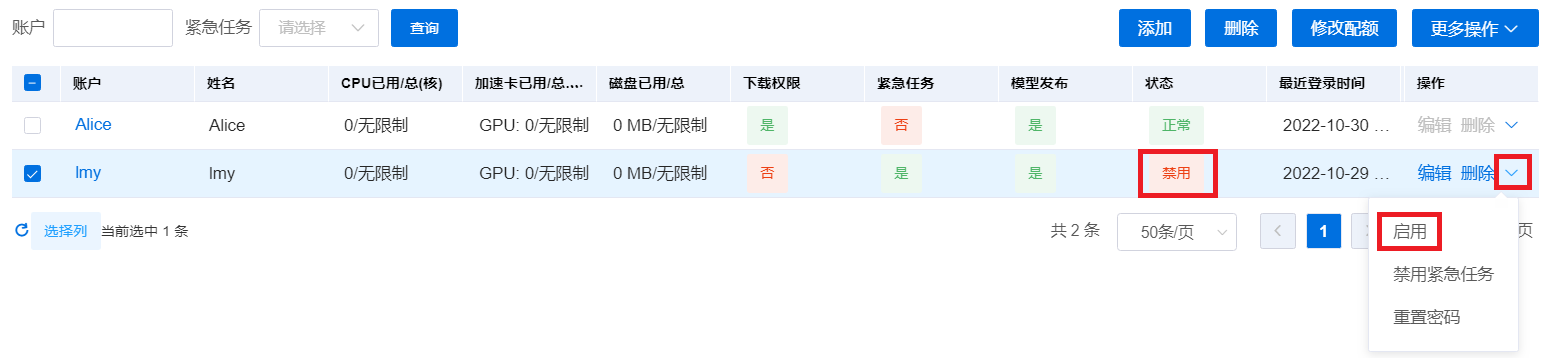 账户 紧急任务 请选择 查询 添加 删除 修改配额 更多操作
账户 姓名 CPU已用/总(核) 加速卡已用/总.... 磁盘已用/总 下载权限 紧急任务 模型发布 状态 最近登录时间 操作
Alice Alice 0/无限制 GPU: 0/无限制 0 MB/无限制 是 否 是 正常 2022-10-30 ... 编辑 删除
lmy lmy 0/无限制 GPU: 0/无限制 0 MB/无限制 否 是 是 禁用 2022-10-29 ... 编辑 删除
选择列 当前选中 1 条 共 2 条 50条/页 1 页
启用
禁用紧急任务
重置密码